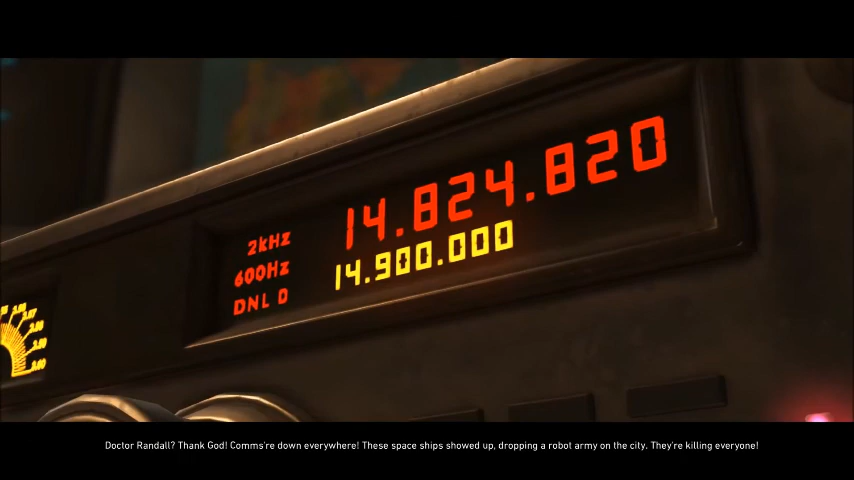 2kHz
14.824.820
600Hz
14.900.000
DNL D
Doctor Randall? Thank God! Comms're down everywhere! These space ships showed up, dropping a robot army on the city. They're killing everyone!